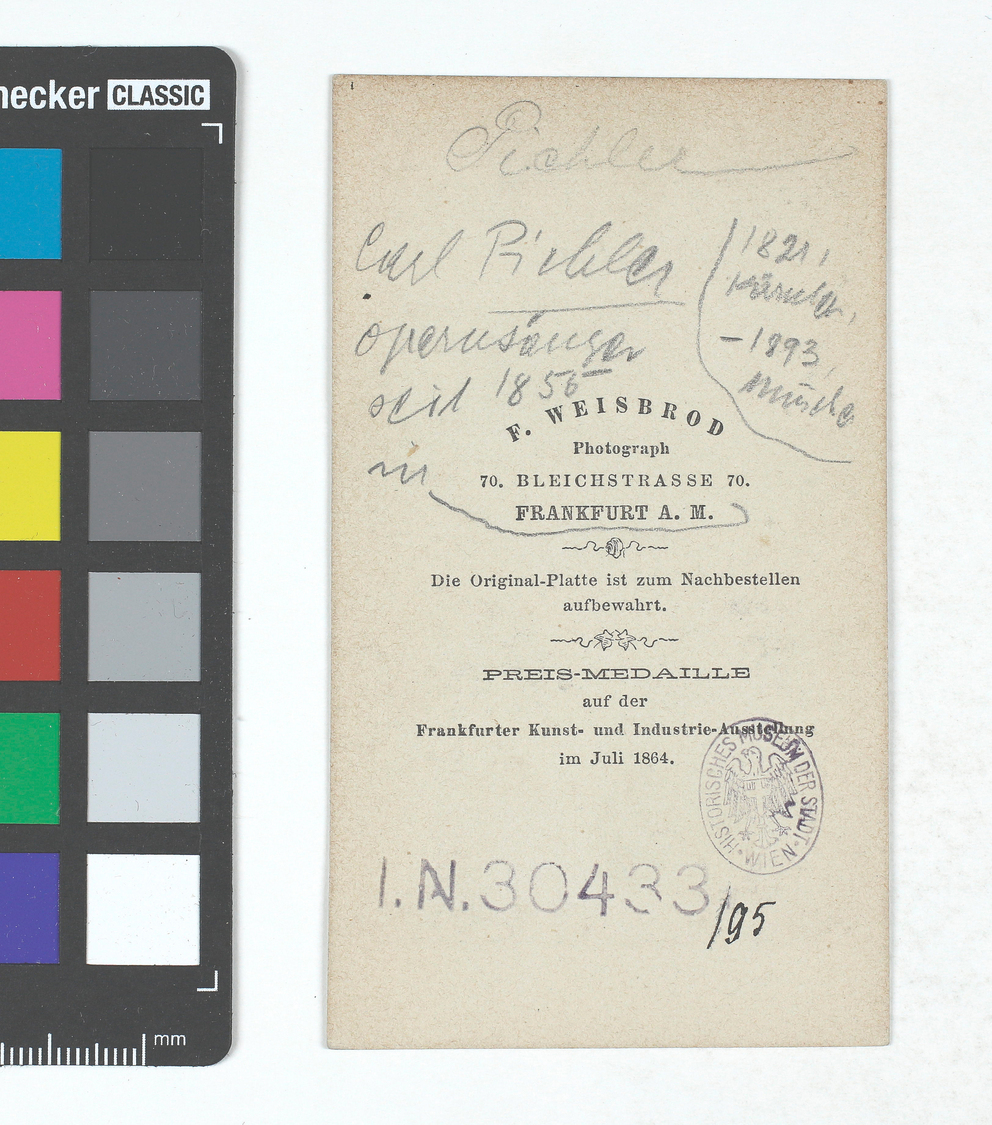 hecker CLASSIC
Pichler
Carl Pichler
Opernsänger
seit 1856
in
1821,
Kärnten,
- 1893,
F. WEISBROD
Photograph
70. BLEICHSTRASSE 70.
FRANKFURT A. M.
Die Original-Platte ist zum Nachbestellen
aufbewahrt.
PREIS-MEDAILLE
auf der
Frankfurter Kunst- und Industrie-Ausstellung
im Juli 1864.
HISTORISCHES MUSEUM DER STADT · WIEN ·
I.N. 30433
/95
mm